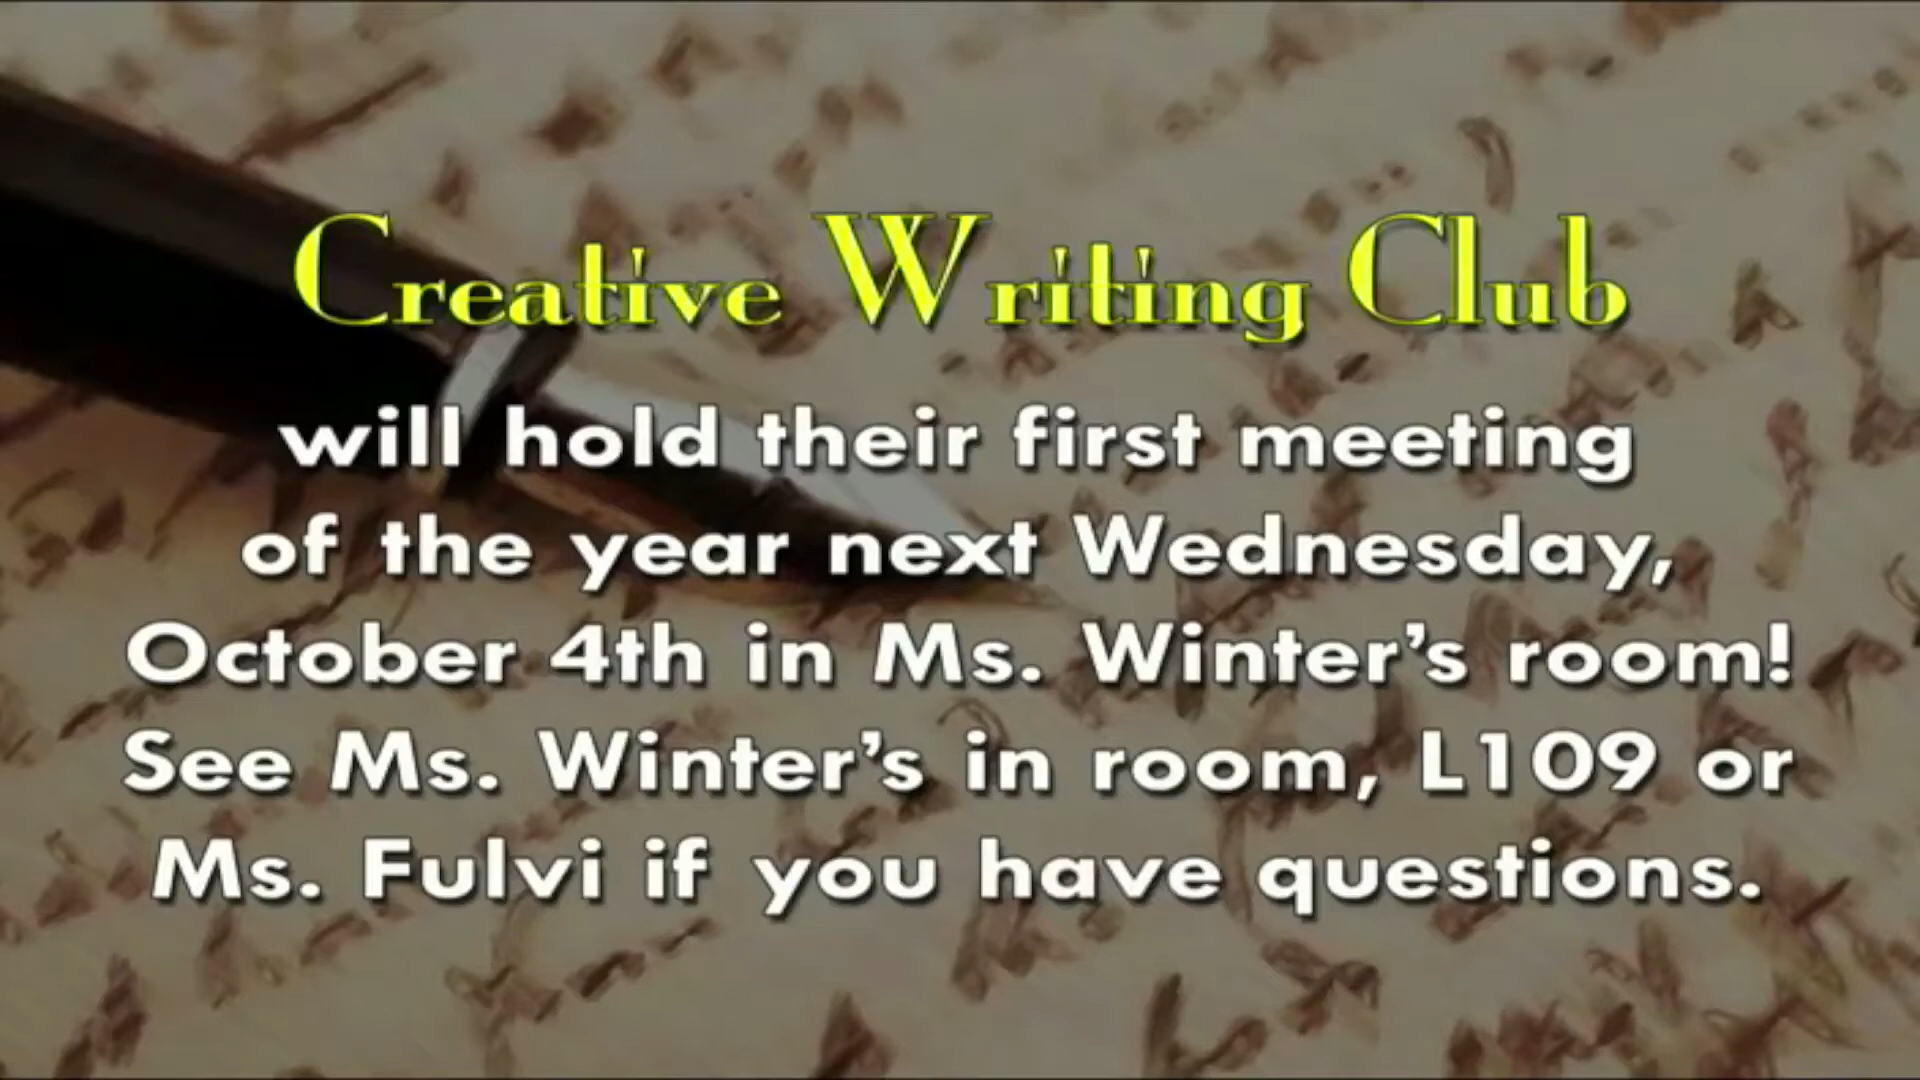 Creative Writing Club
will hold their first meeting
of the year next Wednesday,
October 4th in Ms. Winter’s room!
See Ms. Winter’s in room, L109 or
Ms. Fulvi if you have questions.